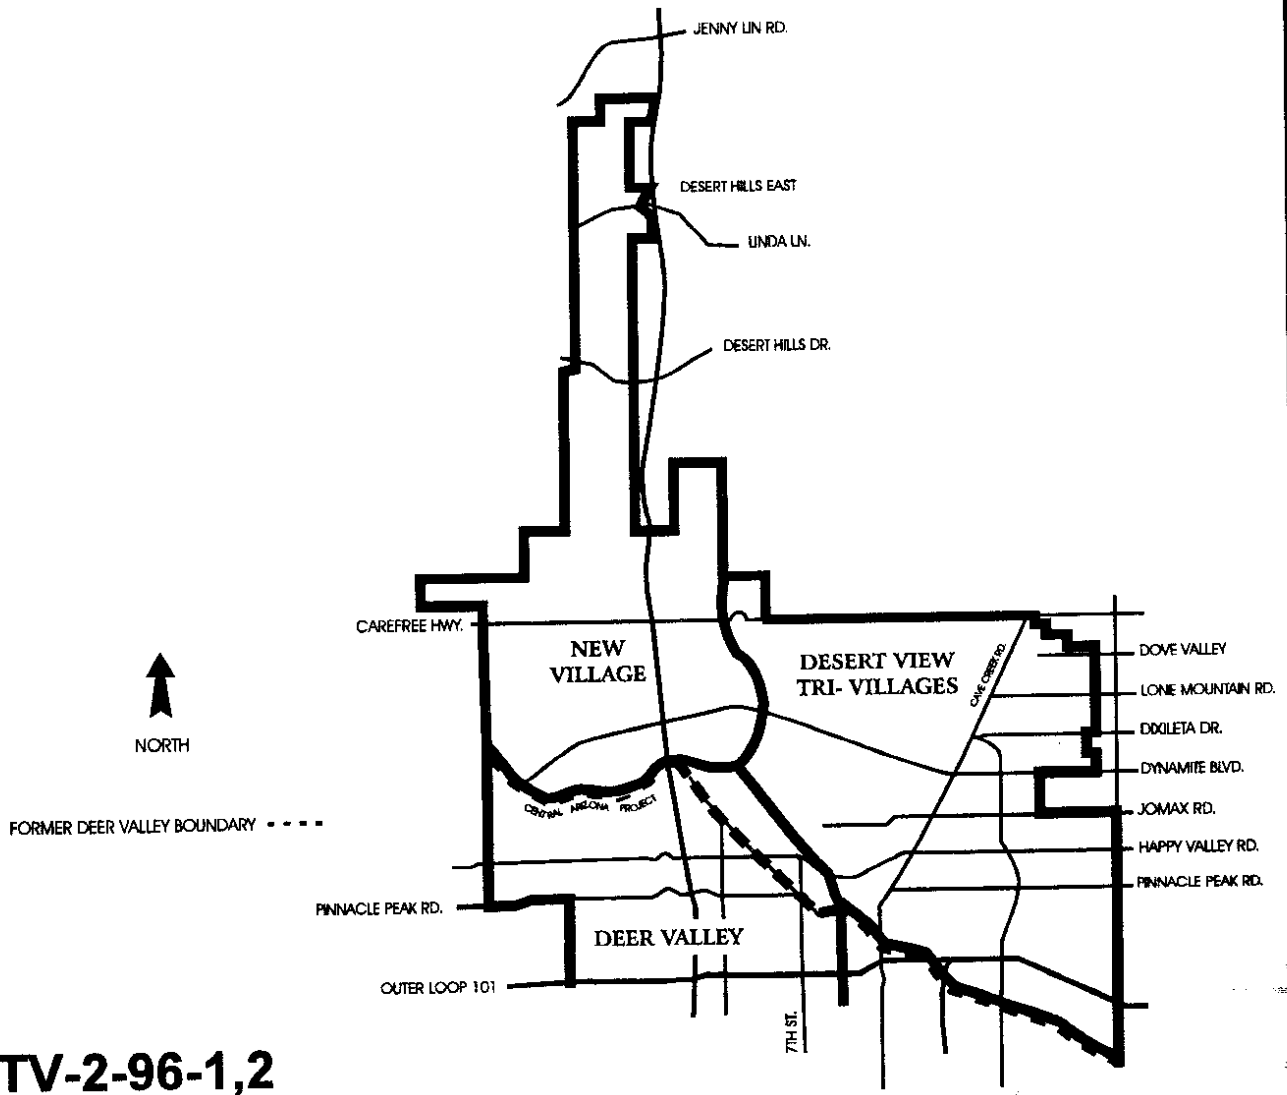 JENNY LIN RD.
DESERT HILLS EAST
LINDA LN.
DESERT HILLS DR.
CAREFREE HWY.
NEW
VILLAGE
DESERT VIEW
TRI- VILLAGES
CAVE CREEK RD.
DOVE VALLEY
LONE MOUNTAIN RD.
DIXILETA DR.
DYNAMITE BLVD.
JOMAX RD.
HAPPY VALLEY RD.
PINNACLE PEAK RD.
NORTH
CENTRAL ARIZONA PROJECT
FORMER DEER VALLEY BOUNDARY
PINNACLE PEAK RD.
DEER VALLEY
OUTER LOOP 101
7TH ST.
TV-2-96-1,2